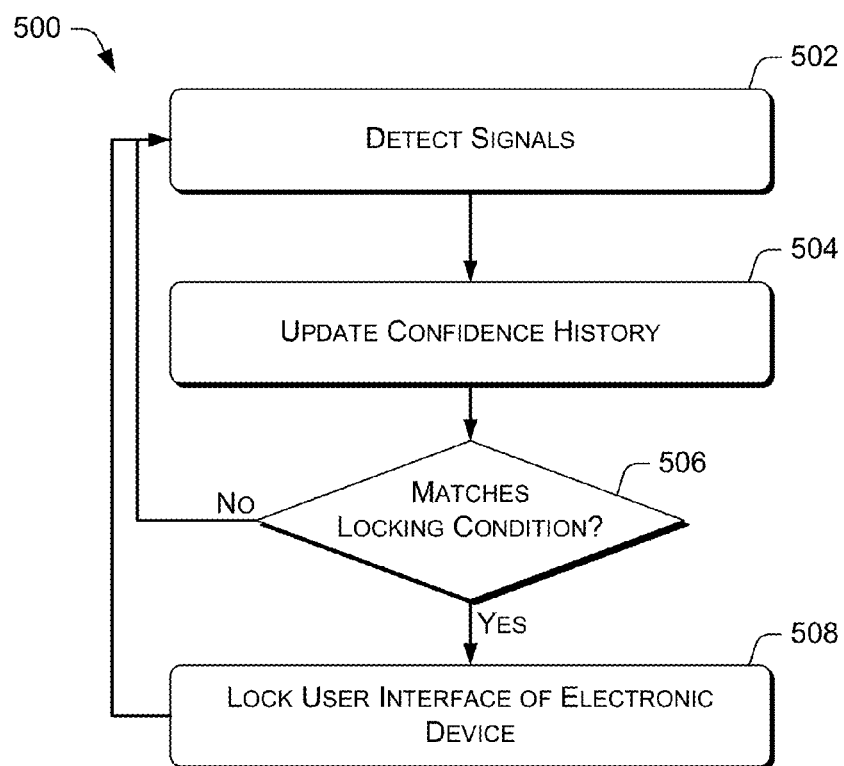 500
502
DETECT SIGNALS
504
UPDATE CONFIDENCE HISTORY
506
MATCHES
LOCKING CONDITION?
NO
YES
508
LOCK USER INTERFACE OF ELECTRONIC
DEVICE